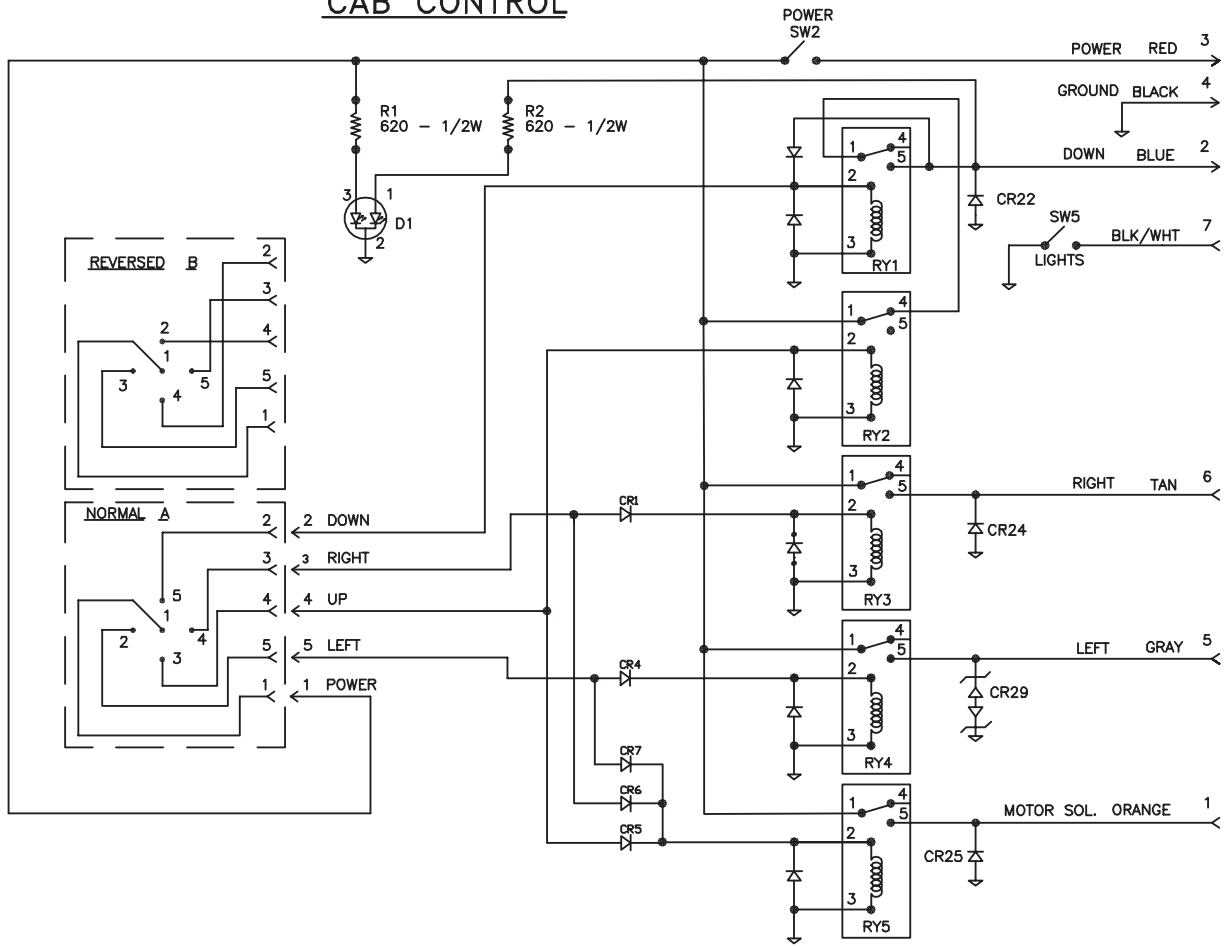 CAB CONTROL
POWER
SW2
POWER RED 3
GROUND BLACK 4
R1
620 - 1/2W
R2
620 - 1/2W
1 4
5
DOWN BLUE 2
2
3 1
D1
2
CR22
SW5
LIGHTS
BLK/WHT 7
3
RY1
REVERSED B
2
3
4
5
1
2
1
3 5
4
1 4
5
2
3
RY2
NORMAL A
2 2 DOWN
3 3 RIGHT
4 4 UP
5 5 LEFT
1 1 POWER
5
1
2 4
3
CR1
1 4
5
2
3
RY3
RIGHT TAN 6
CR24
CR4
1 4
5
2
3
RY4
LEFT GRAY 5
CR29
CR7
CR6
CR5
1 4
5
2
3
RY5
MOTOR SOL. ORANGE 1
CR25